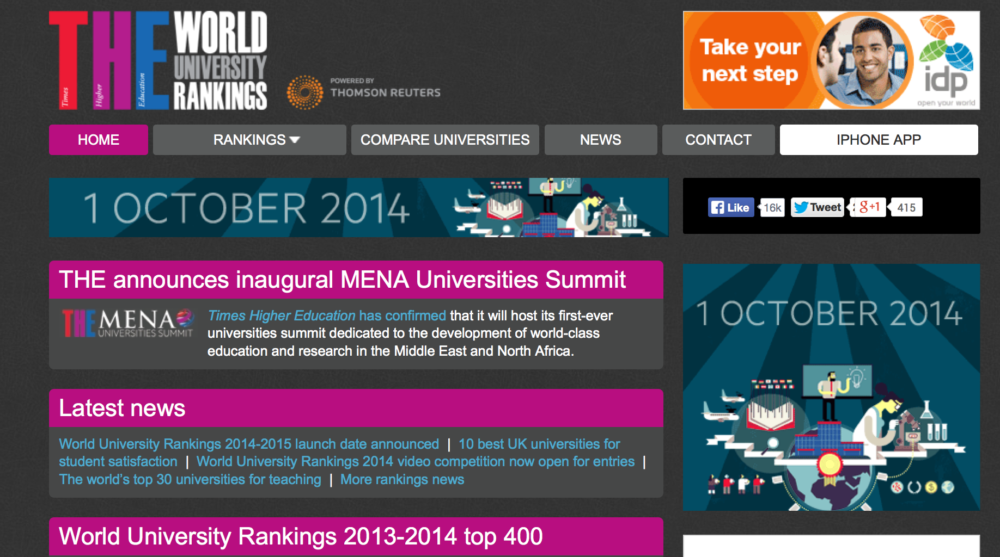 THE WORLD
UNIVERSITY
RANKINGS
Times Higher Education
POWERED BY
THOMSON REUTERS
Take your
next step
idp
open your world
HOME
RANKINGS
COMPARE UNIVERSITIES
NEWS
CONTACT
IPHONE APP
1 OCTOBER 2014
Like 16k Tweet g+1 415
THE announces inaugural MENA Universities Summit
THE MENA
UNIVERSITIES SUMMIT
Times Higher Education has confirmed that it will host its first-ever
universities summit dedicated to the development of world-class
education and research in the Middle East and North Africa.
1 OCTOBER 2014
Latest news
World University Rankings 2014-2015 launch date announced | 10 best UK universities for
student satisfaction | World University Rankings 2014 video competition now open for entries |
The world's top 30 universities for teaching | More rankings news
World University Rankings 2013-2014 top 400